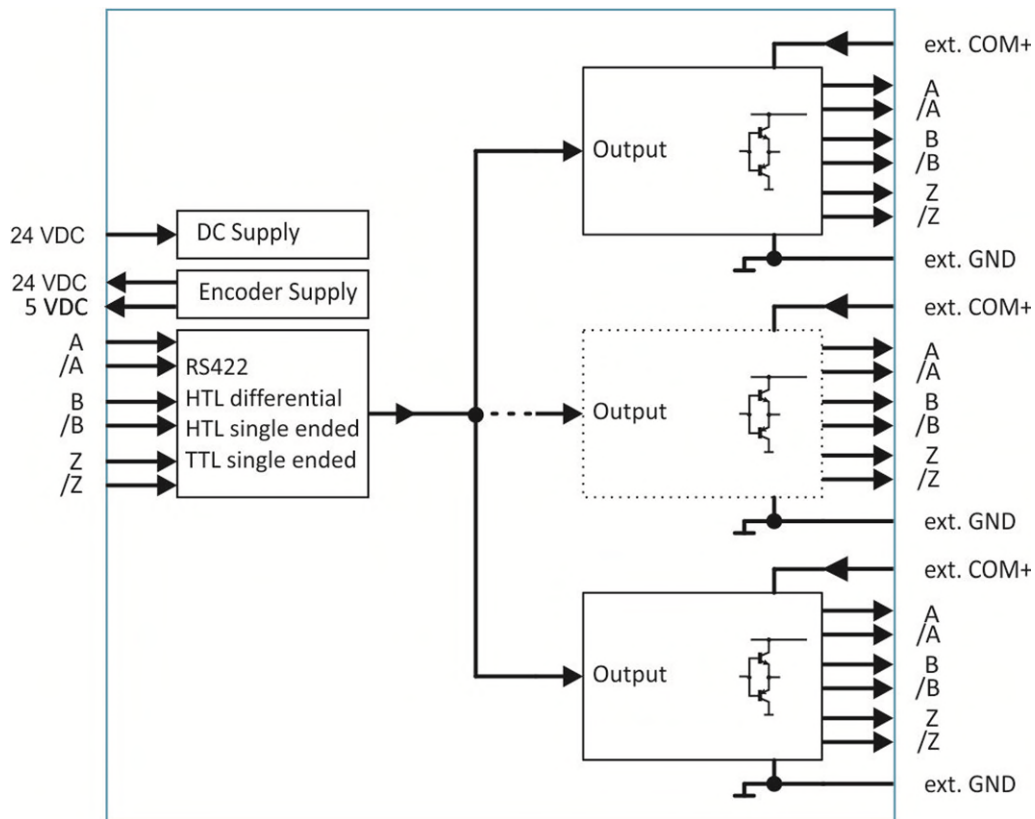 24 VDC
DC Supply
24 VDC
5 VDC
Encoder Supply
A
/A
B
/B
Z
/Z
RS422
HTL differential
HTL single ended
TTL single ended
Output
ext. COM+
A
/A
B
/B
Z
/Z
ext. GND
Output
ext. COM+
A
/A
B
/B
Z
/Z
ext. GND
Output
ext. COM+
A
/A
B
/B
Z
/Z
ext. GND